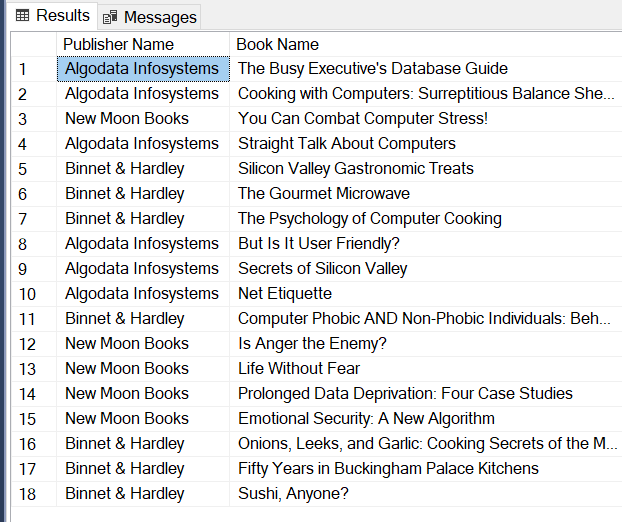 Results Messages
Publisher Name Book Name
1 Algodata Infosystems The Busy Executive's Database Guide
2 Algodata Infosystems Cooking with Computers: Surreptitious Balance She...
3 New Moon Books You Can Combat Computer Stress!
4 Algodata Infosystems Straight Talk About Computers
5 Binnet & Hardley Silicon Valley Gastronomic Treats
6 Binnet & Hardley The Gourmet Microwave
7 Binnet & Hardley The Psychology of Computer Cooking
8 Algodata Infosystems But Is It User Friendly?
9 Algodata Infosystems Secrets of Silicon Valley
10 Algodata Infosystems Net Etiquette
11 Binnet & Hardley Computer Phobic AND Non-Phobic Individuals: Beh...
12 New Moon Books Is Anger the Enemy?
13 New Moon Books Life Without Fear
14 New Moon Books Prolonged Data Deprivation: Four Case Studies
15 New Moon Books Emotional Security: A New Algorithm
16 Binnet & Hardley Onions, Leeks, and Garlic: Cooking Secrets of the M...
17 Binnet & Hardley Fifty Years in Buckingham Palace Kitchens
18 Binnet & Hardley Sushi, Anyone?